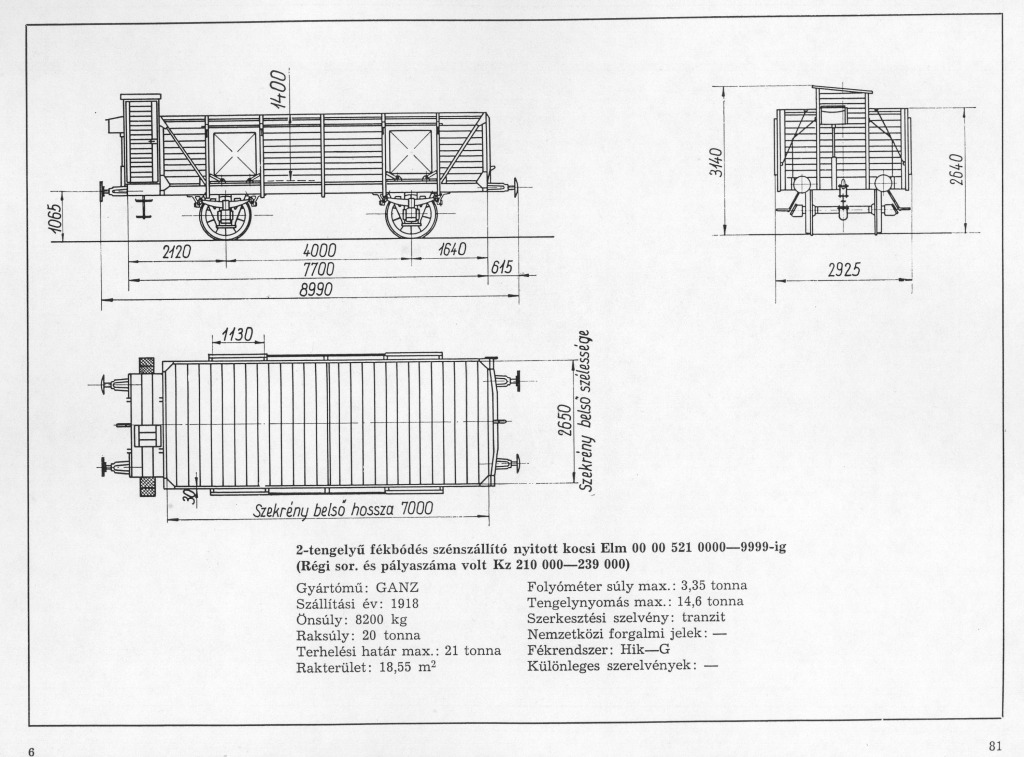 1400
3140
2640
1065
2120
4000
1640
7700
615
8990
2925
1130
2650
Szekrény belső szélessége
30
Szekrény belső hossza 7000
2-tengelyű fékbódés szénszállító nyitott kocsi Elm 00 00 521 0000—9999-ig
(Régi sor. és pályaszáma volt Kz 210 000—239 000)
Gyártómű: GANZ
Szállítási év: 1918
Önsúly: 8200 kg
Raksúly: 20 tonna
Terhelési határ max.: 21 tonna
Rakterület: 18,55 m²
Folyóméter súly max.: 3,35 tonna
Tengelynyomás max.: 14,6 tonna
Szerkesztési szelvény: tranzit
Nemzetközi forgalmi jelek: —
Fékrendszer: Hik—G
Különleges szerelvények: —
6
81